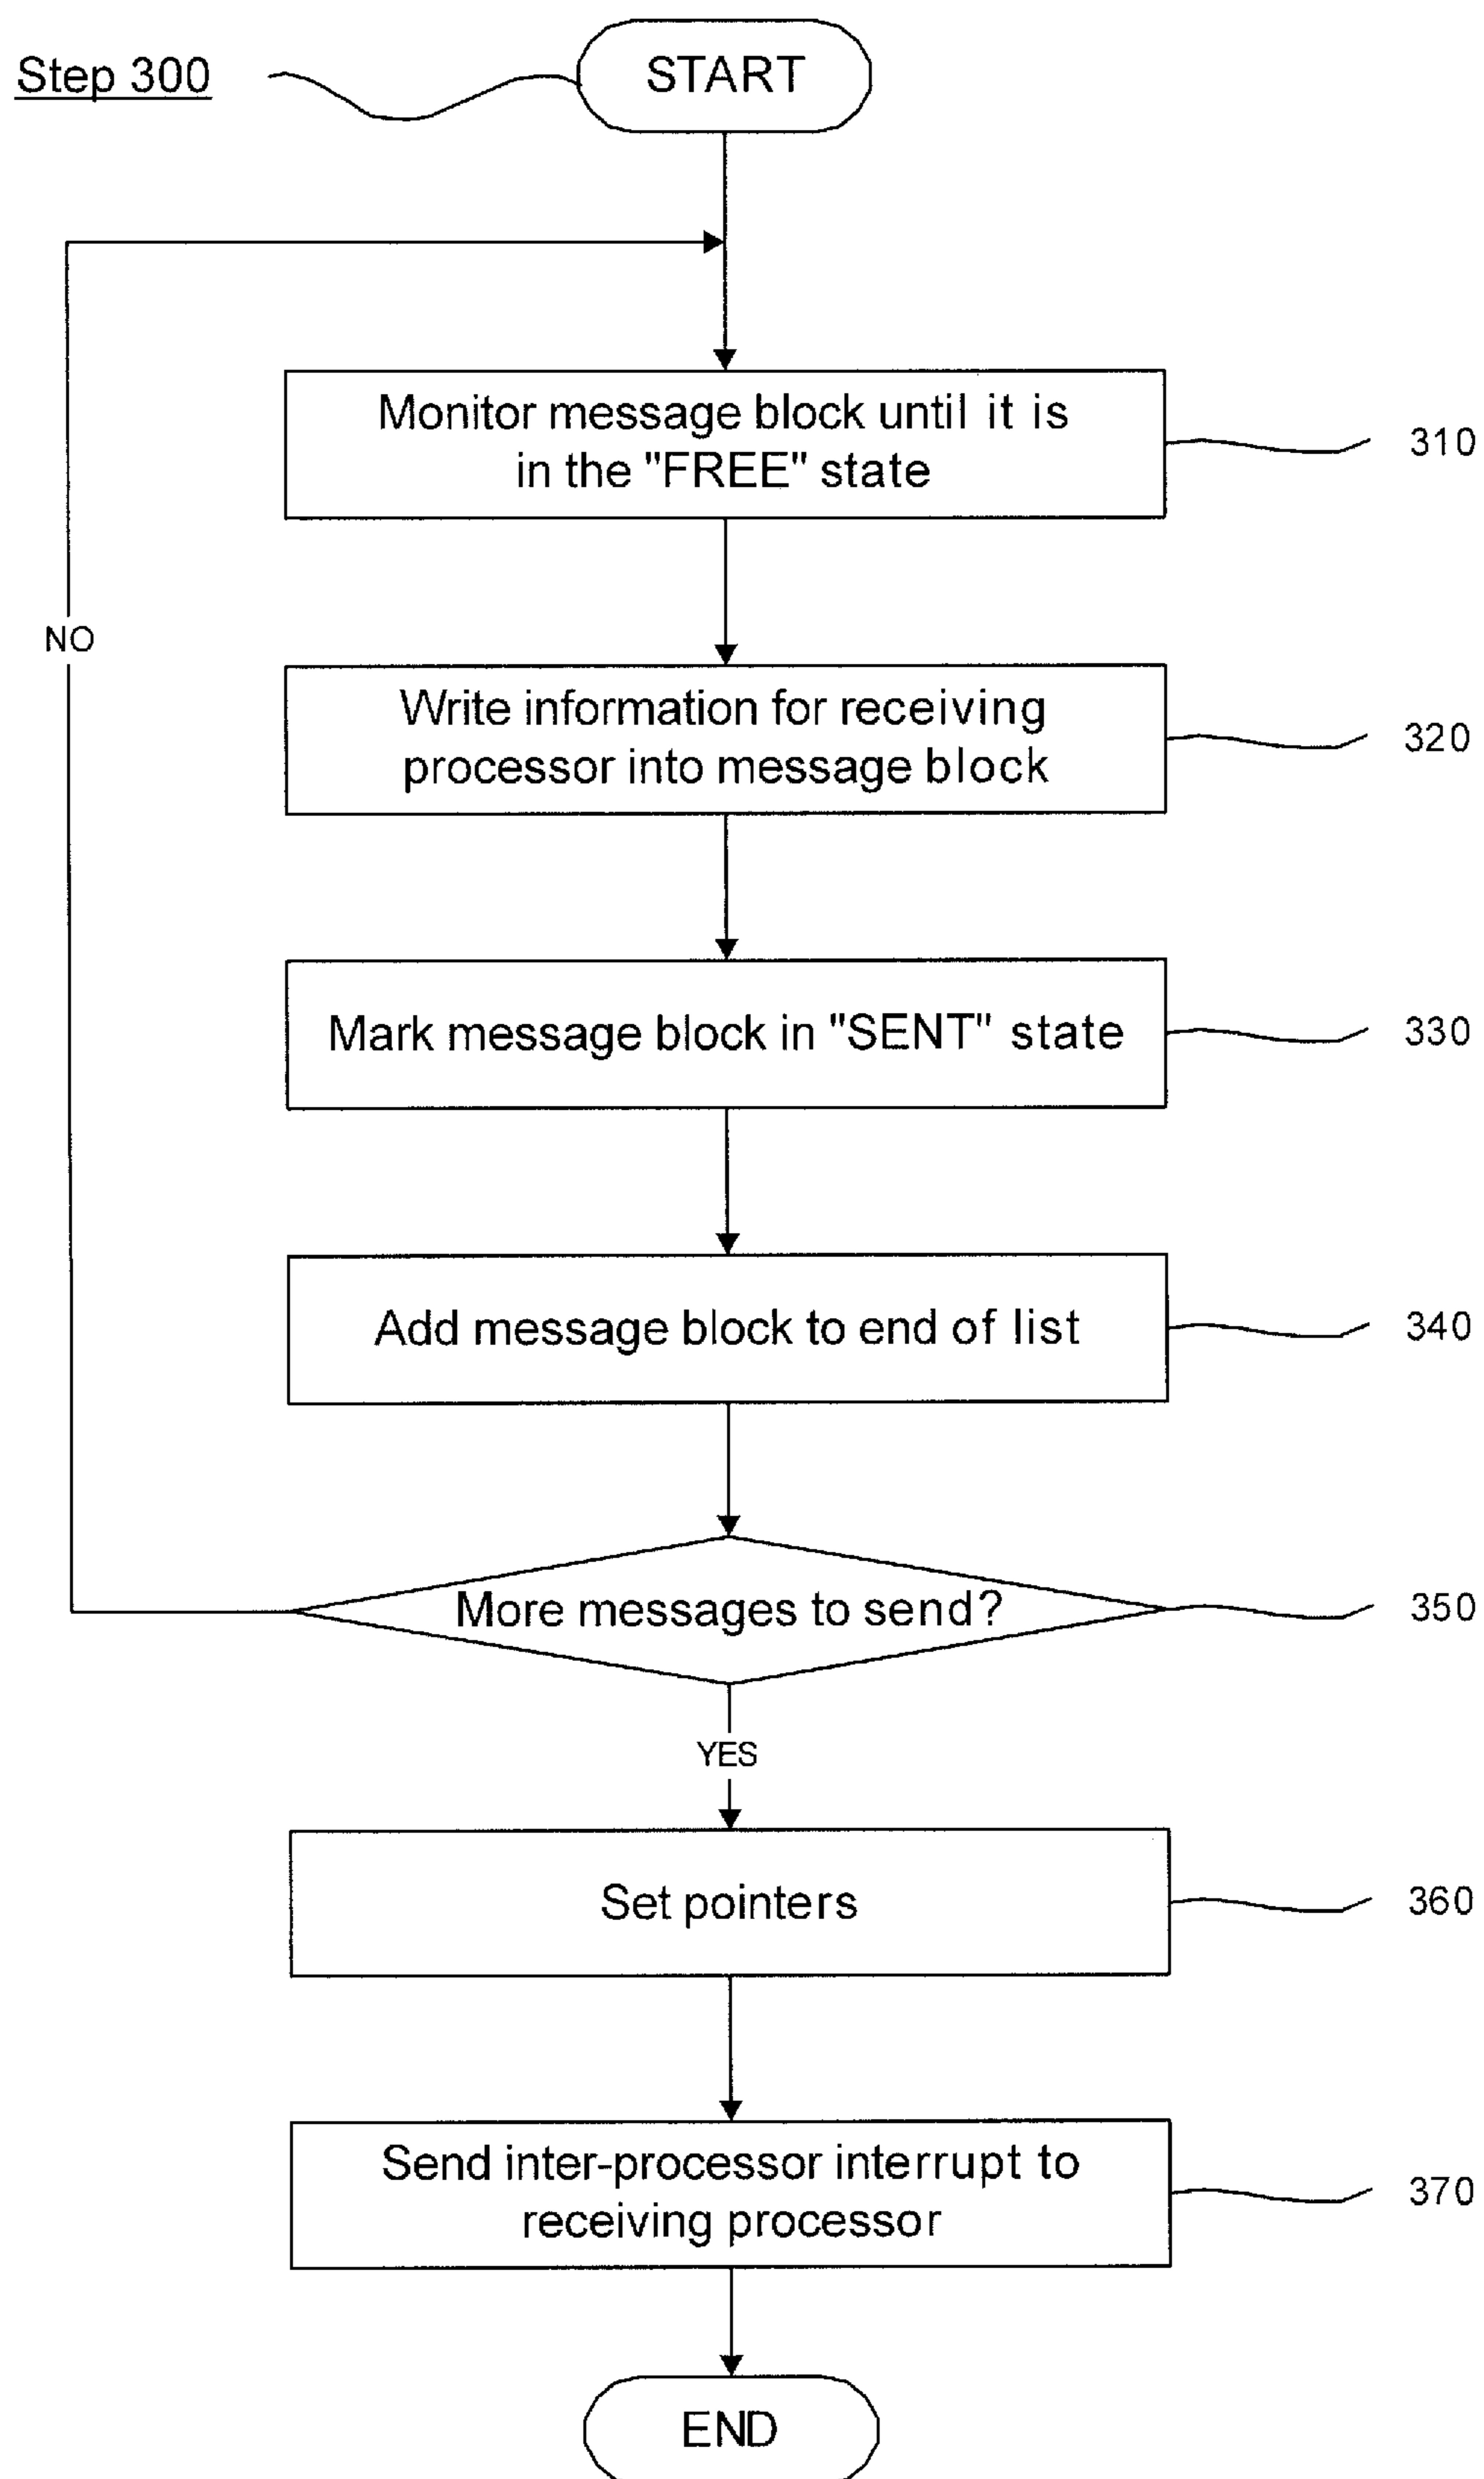 Step 300
START
Monitor message block until it is
in the "FREE" state
310
NO
Write information for receiving
processor into message block
320
Mark message block in "SENT" state
330
Add message block to end of list
340
More messages to send?
350
YES
Set pointers
360
Send inter-processor interrupt to
receiving processor
370
END